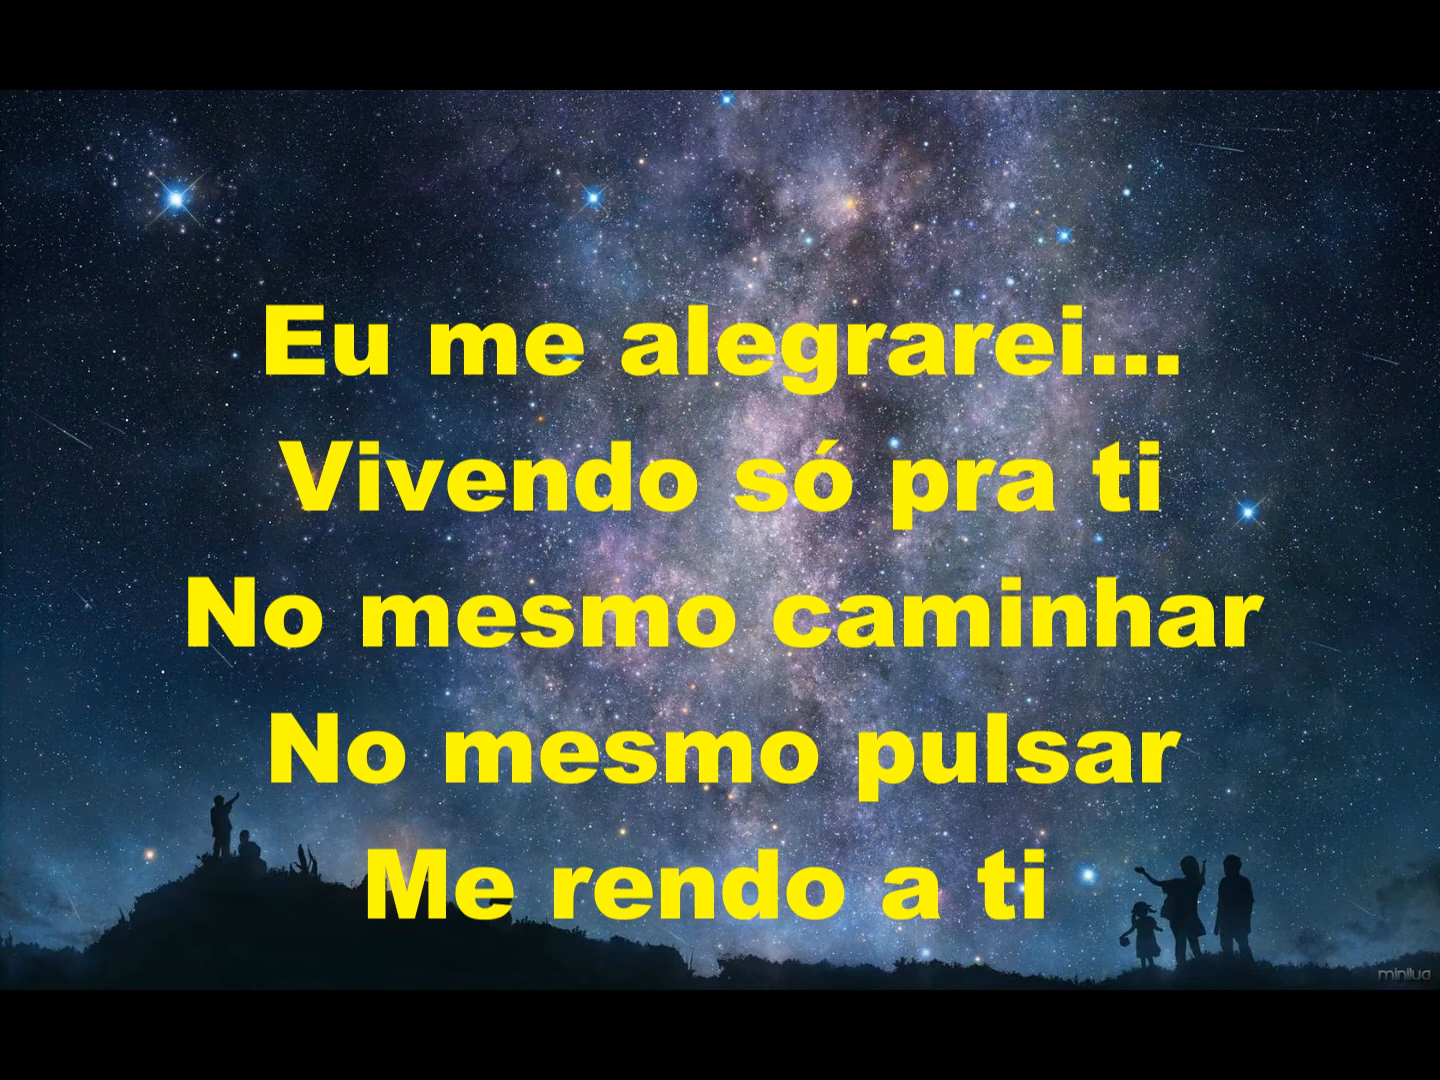 Eu me alegrarei...
Vivendo só pra ti
No mesmo caminhar
No mesmo pulsar
Me rendo a ti
minilua